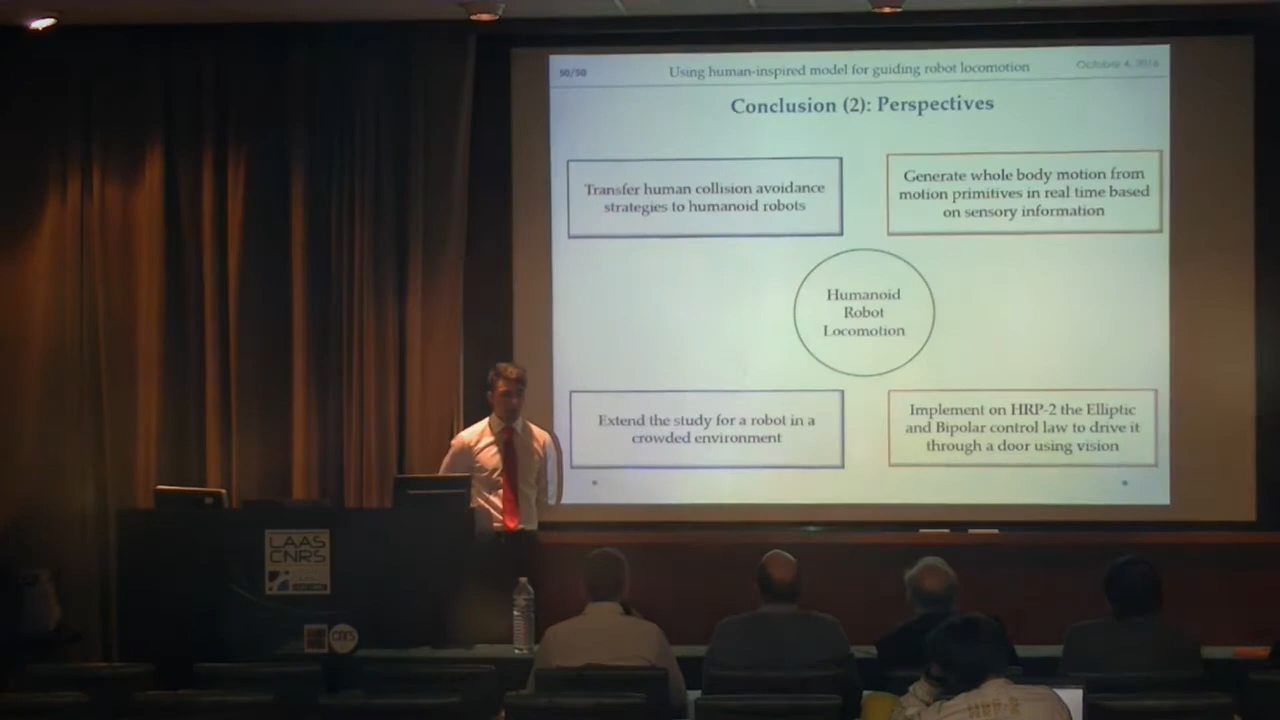 50/50
Using human-inspired model for guiding robot locomotion
October 4, 2016
Conclusion (2): Perspectives
Transfer human collision avoidance
strategies to humanoid robots
Generate whole body motion from
motion primitives in real time based
on sensory information
Humanoid
Robot
Locomotion
Extend the study for a robot in a
crowded environment
Implement on HRP-2 the Elliptic
and Bipolar control law to drive it
through a door using vision
LAAS
CNRS
CNRS
HRP-2